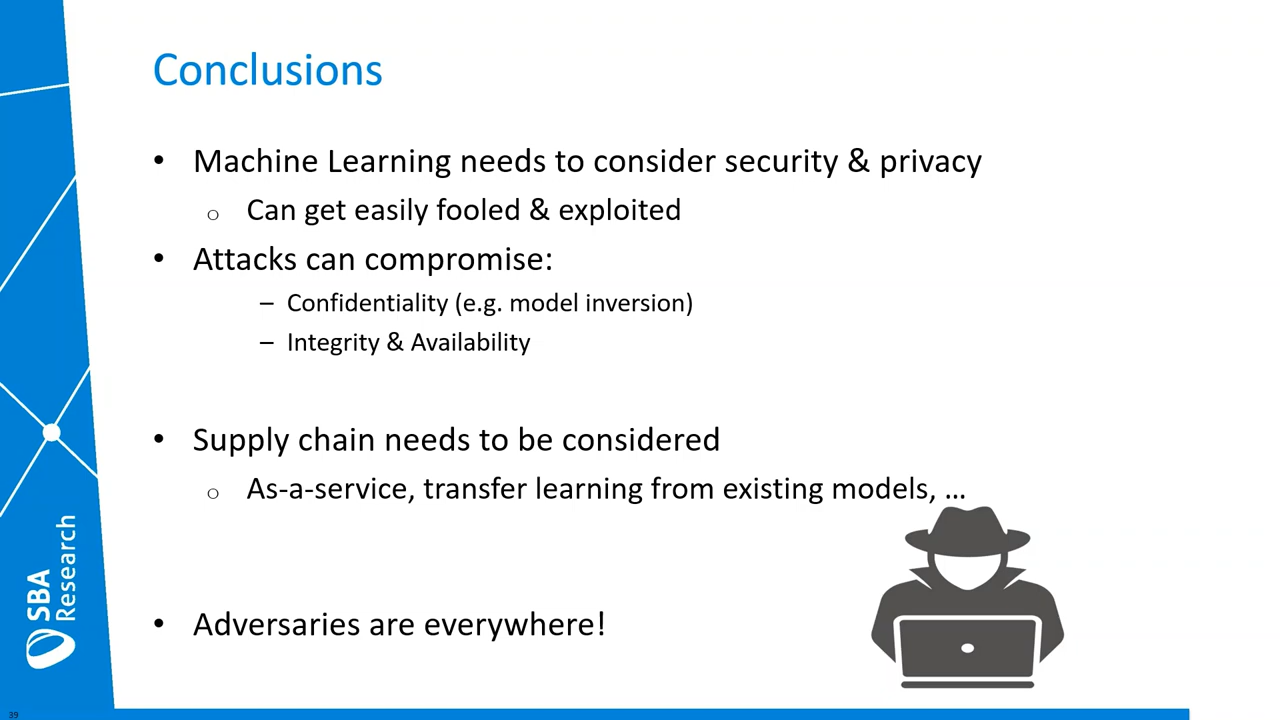 Conclusions
• Machine Learning needs to consider security & privacy
o Can get easily fooled & exploited
• Attacks can compromise:
– Confidentiality (e.g. model inversion)
– Integrity & Availability
• Supply chain needs to be considered
o As-a-service, transfer learning from existing models, …
• Adversaries are everywhere!
SBA
Research
39